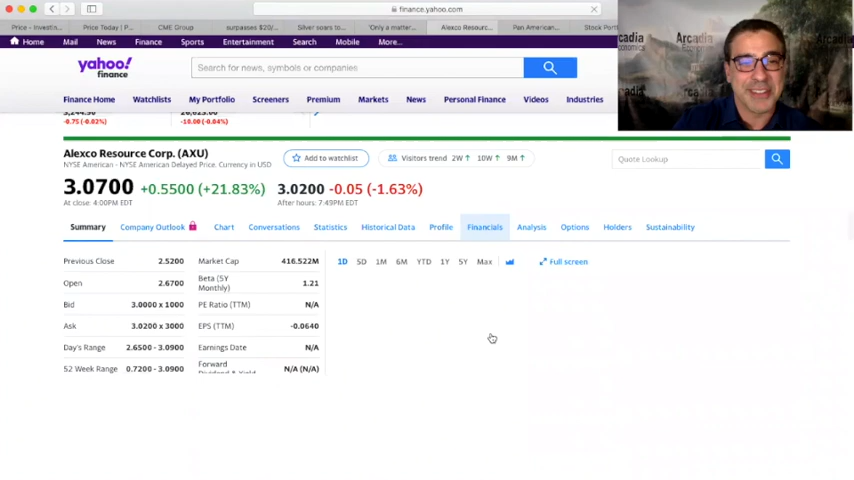 finance.yahoo.com
Price – Investin... Price Today | P... CME Group surpasses $20/... Silver soars to... 'Only a matter... Alexco Resourc... Pan American... Stock Port
Home Mail News Finance Sports Entertainment Search Mobile More...
yahoo! finance
Search for news, symbols or companies
Finance Home Watchlists My Portfolio Screeners Premium Markets News Personal Finance Videos Industries
-0.75 (-0.02%) -10.00 (-0.04%)
Alexco Resource Corp. (AXU)
NYSE American - NYSE American Delayed Price. Currency in USD
Add to watchlist
Visitors trend 2W↑ 10W↑ 9M↑
Quote Lookup
3.0700 +0.5500 (+21.83%) 3.0200 -0.05 (-1.63%)
At close: 4:00PM EDT After hours: 7:49PM EDT
Summary Company Outlook Chart Conversations Statistics Historical Data Profile Financials Analysis Options Holders Sustainability
Previous Close 2.5200 Market Cap 416.522M
Open 2.6700 Beta (5Y Monthly) 1.21
Bid 3.0000 x 1000 PE Ratio (TTM) N/A
Ask 3.0200 x 3000 EPS (TTM) -0.0640
Day's Range 2.6500 - 3.0900 Earnings Date N/A
52 Week Range 0.7200 - 3.0900 Forward Dividend & Yield N/A (N/A)
1D 5D 1M 6M YTD 1Y 5Y Max Full screen
Arcadia